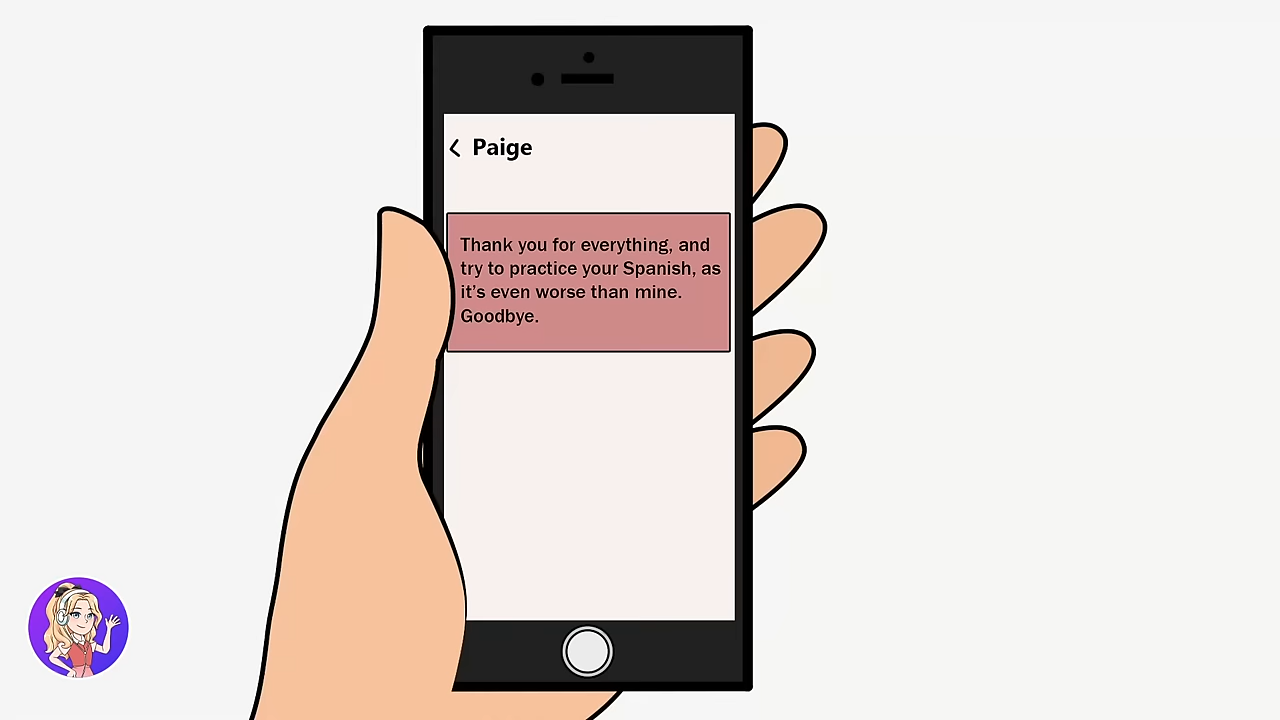 Paige
Thank you for everything, and
try to practice your Spanish, as
it’s even worse than mine.
Goodbye.